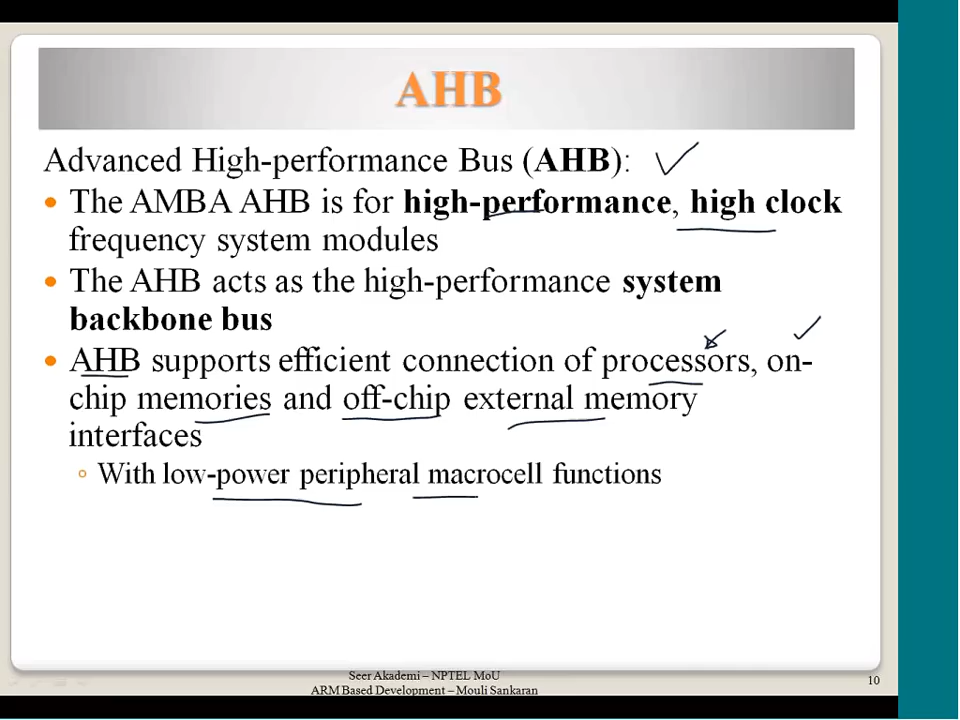 AHB
Advanced High-performance Bus (AHB):
• The AMBA AHB is for high-performance, high clock
frequency system modules
• The AHB acts as the high-performance system
backbone bus
• AHB supports efficient connection of processors, on-
chip memories and off-chip external memory
interfaces
◦ With low-power peripheral macrocell functions
Seer Akademi – NPTEL MoU
ARM Based Development – Mouli Sankaran
10